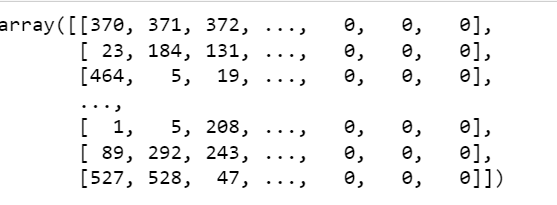 array([[370, 371, 372, ..., 0, 0, 0],
[ 23, 184, 131, ..., 0, 0, 0],
[464, 5, 19, ..., 0, 0, 0],
...,
[ 1, 5, 208, ..., 0, 0, 0],
[ 89, 292, 243, ..., 0, 0, 0],
[527, 528, 47, ..., 0, 0, 0]])